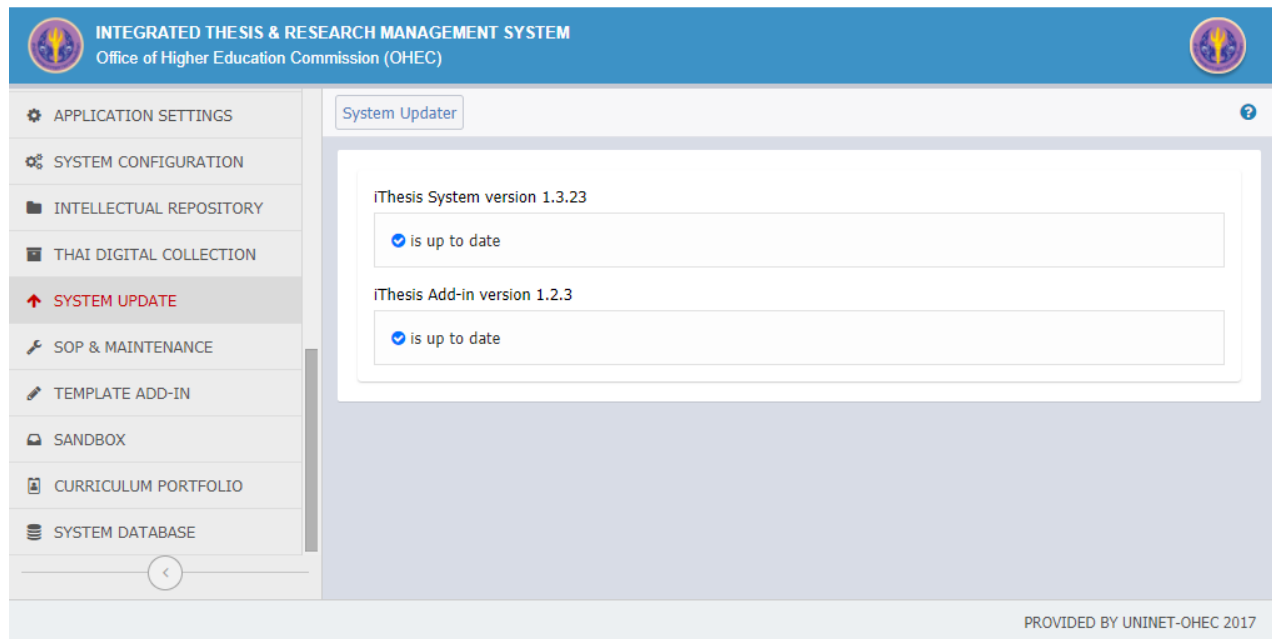 INTEGRATED THESIS & RESEARCH MANAGEMENT SYSTEM
Office of Higher Education Commission (OHEC)
APPLICATION SETTINGS
SYSTEM CONFIGURATION
INTELLECTUAL REPOSITORY
THAI DIGITAL COLLECTION
SYSTEM UPDATE
SOP & MAINTENANCE
TEMPLATE ADD-IN
SANDBOX
CURRICULUM PORTFOLIO
SYSTEM DATABASE
System Updater
iThesis System version 1.3.23
is up to date
iThesis Add-in version 1.2.3
is up to date
PROVIDED BY UNINET-OHEC 2017